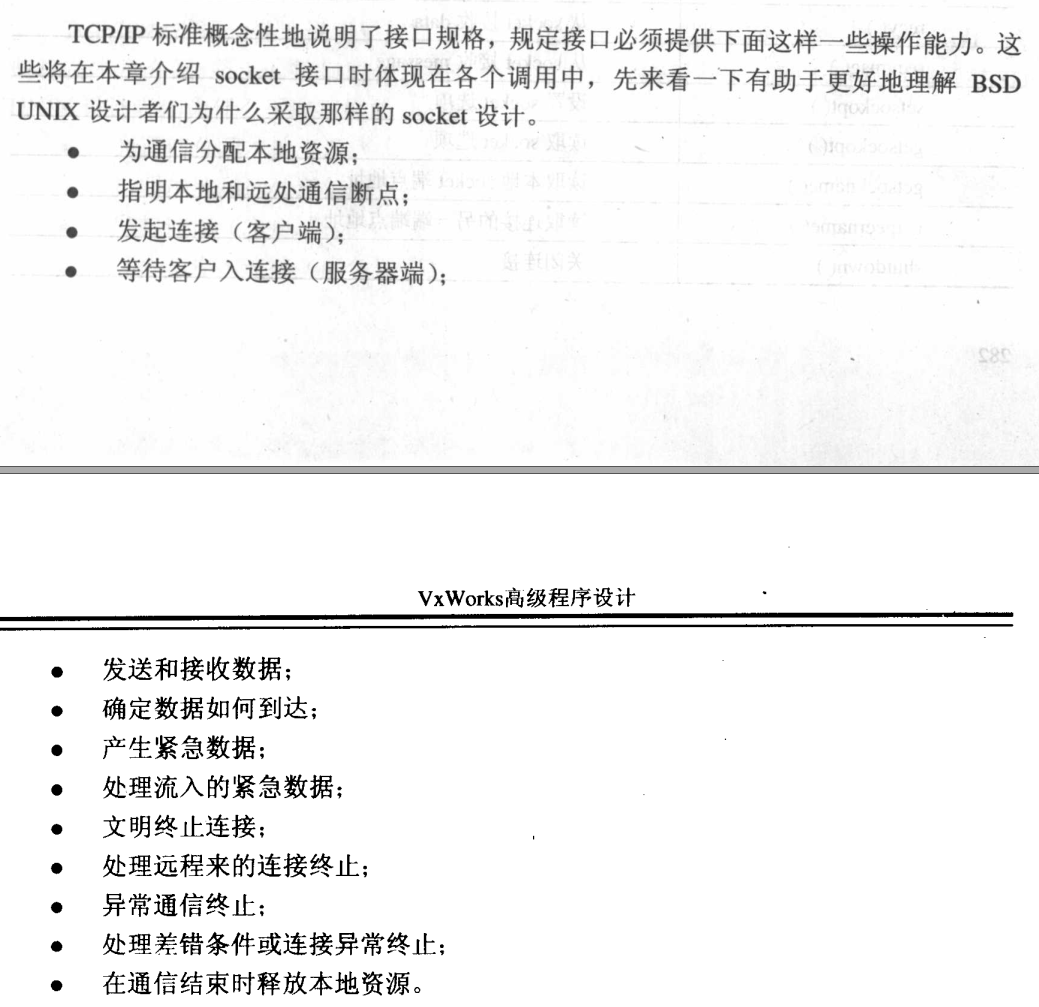 TCP/IP 标准概念性地说明了接口规格，规定接口必须提供下面这样一些操作能力。这
些将在本章介绍 socket 接口时体现在各个调用中，先来看一下有助于更好地理解 BSD
UNIX 设计者们为什么采取那样的 socket 设计。
● 为通信分配本地资源；
● 指明本地和远处通信断点；
● 发起连接（客户端）；
● 等待客户入连接（服务器端）；
282
VxWorks高级程序设计
● 发送和接收数据；
● 确定数据如何到达；
● 产生紧急数据；
● 处理流入的紧急数据；
● 文明终止连接；
● 处理远程来的连接终止；
● 异常通信终止；
● 处理差错条件或连接异常终止；
● 在通信结束时释放本地资源。